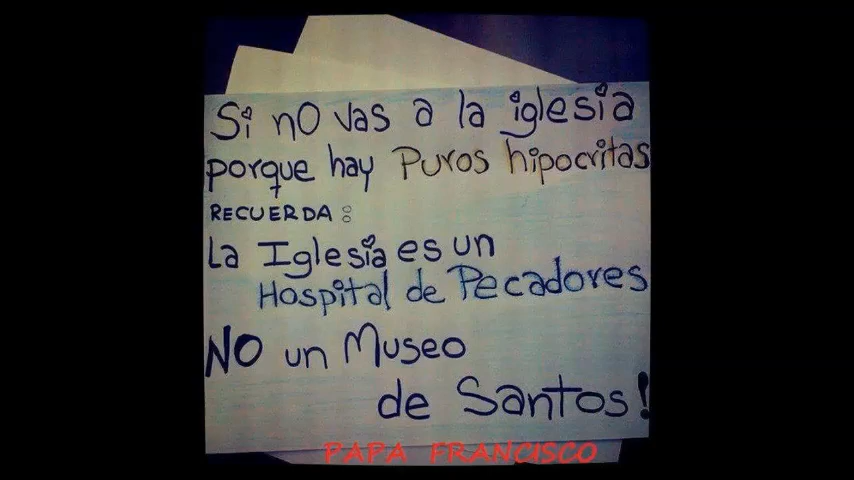 Si no vas a la iglesia
porque hay Puros hipocritas
RECUERDA:
La Iglesia es un
Hospital de Pecadores
NO un Museo
de Santos!
PAPA FRANCISCO